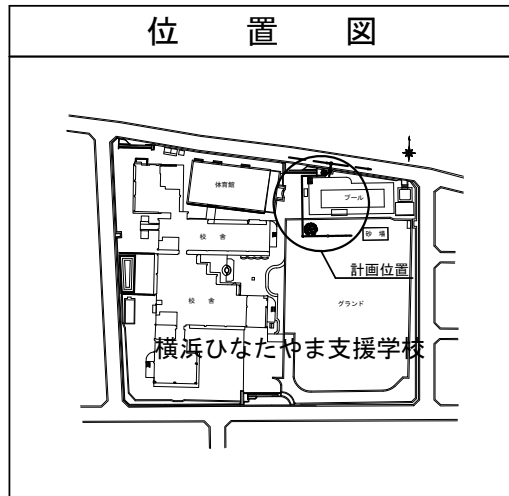 位置図
体育館
プール
校舎
砂場
計画位置
校舎
グランド
横浜ひなたやま支援学校